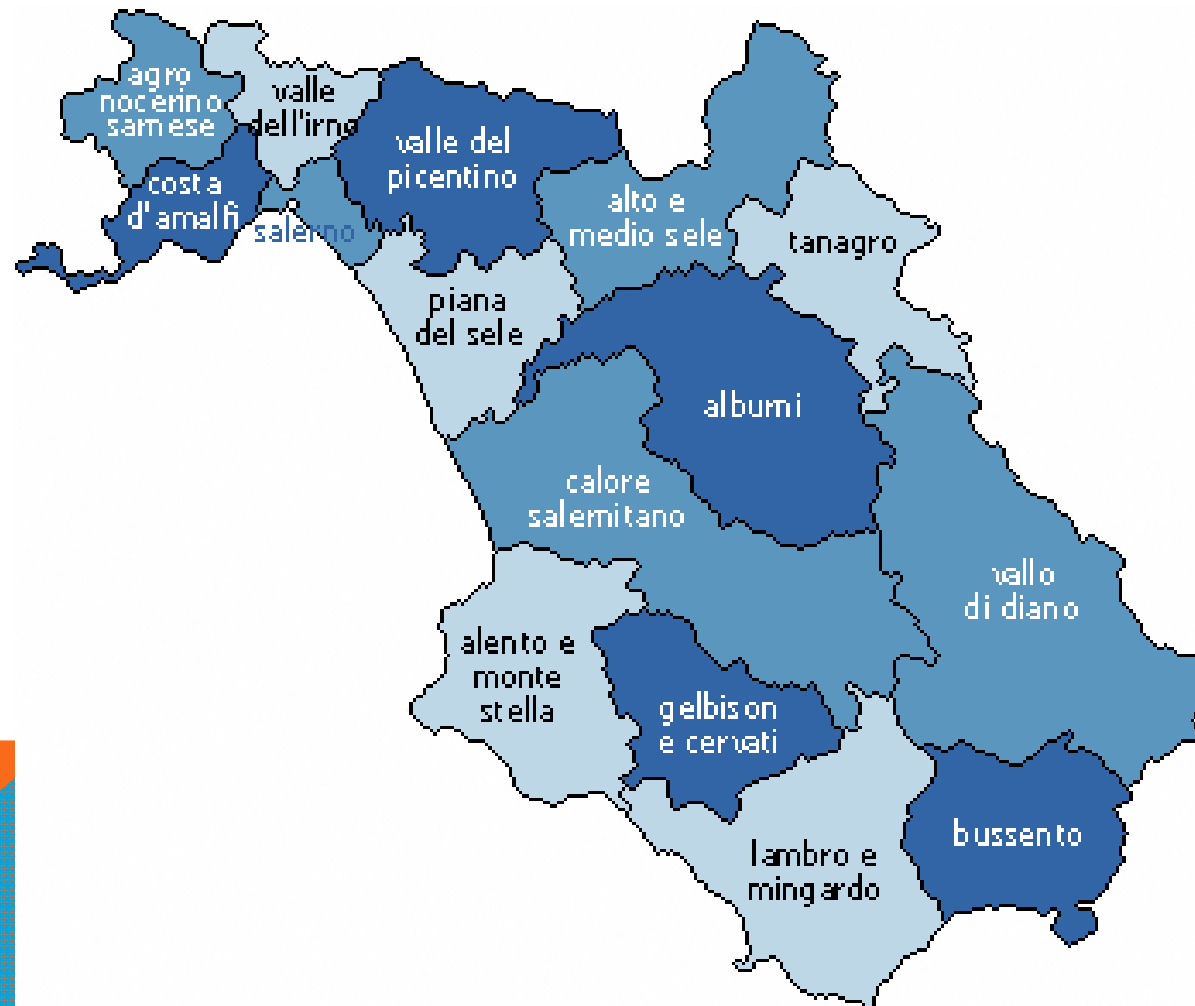 agro
nocerino
sarnese
valle
dell'irno
valle del
picentino
costa
d'amalfi
salerno
alto e
medio sele
tanagro
piana
del sele
alburni
calore
salernitano
vallo
di diano
alento e
monte
stella
gelbison
e cervati
lambro e
mingardo
bussento